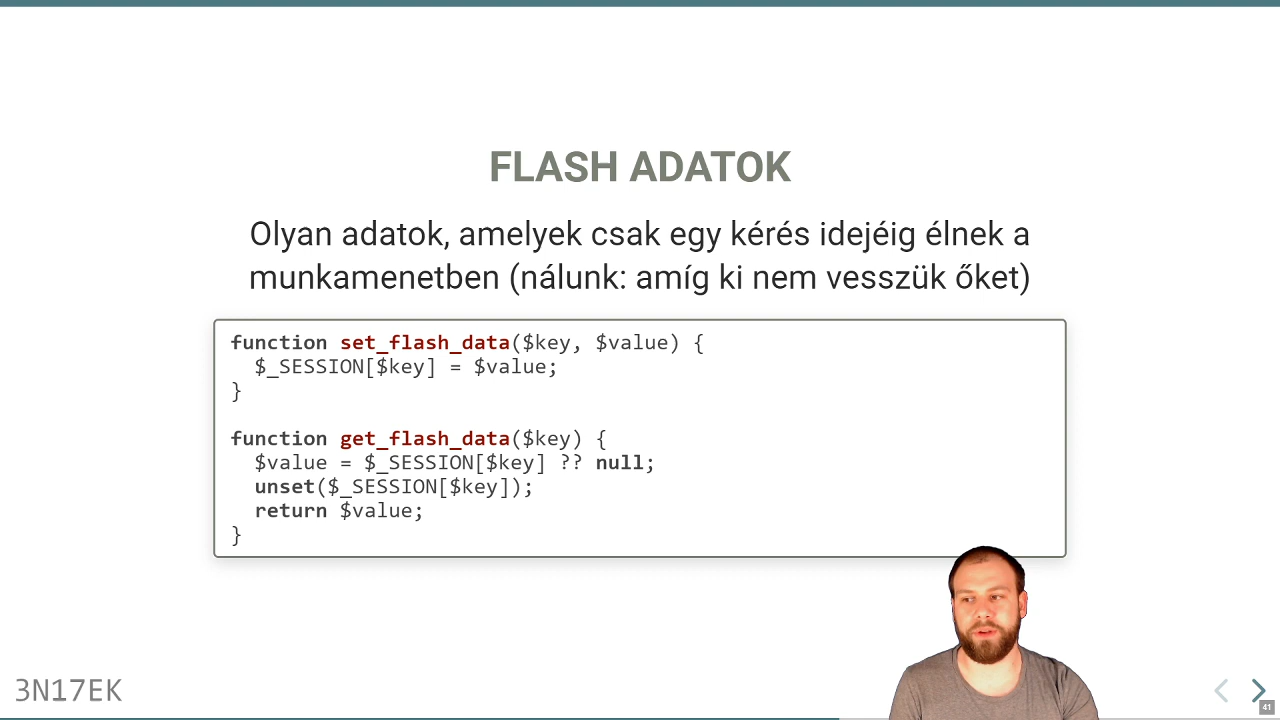 FLASH ADATOK
Olyan adatok, amelyek csak egy kérés idejéig élnek a
munkamenetben (nálunk: amíg ki nem vesszük őket)
function set_flash_data($key, $value) {
  $_SESSION[$key] = $value;
}

function get_flash_data($key) {
  $value = $_SESSION[$key] ?? null;
  unset($_SESSION[$key]);
  return $value;
}
3N17EK
41